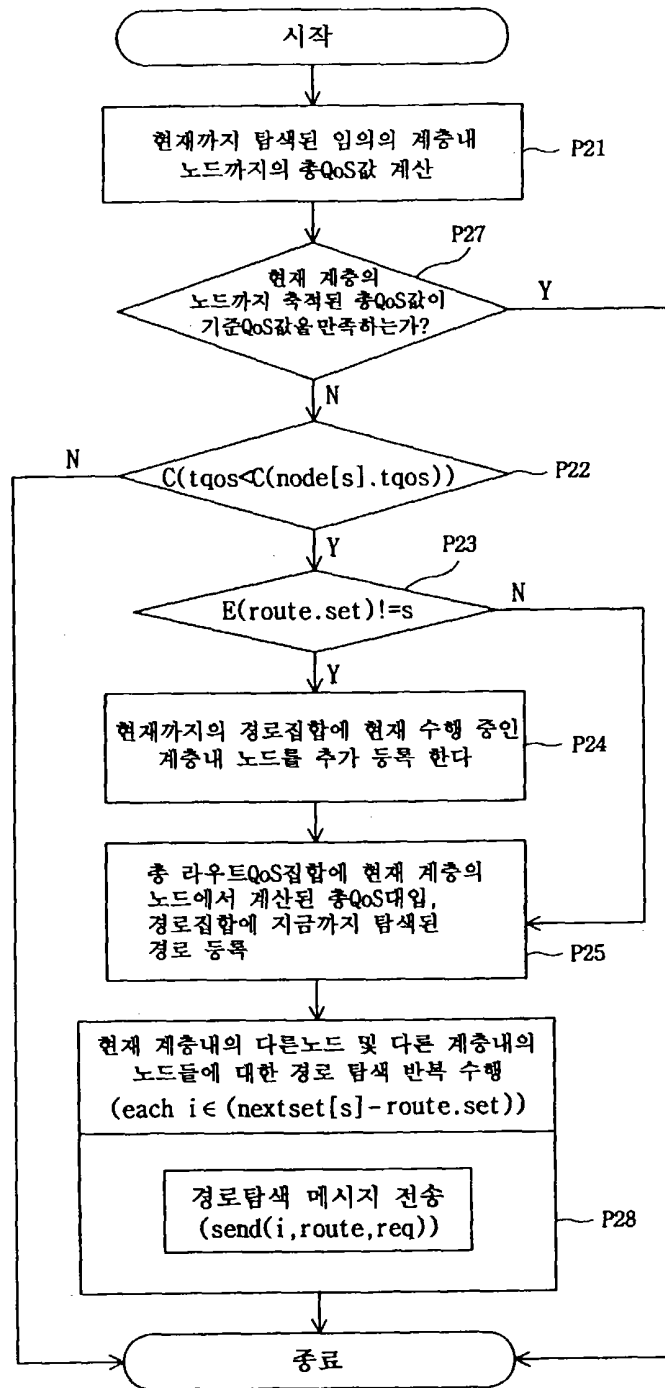 시작
현재까지 탐색된 임의의 계층내
노드까지의 총QoS값 계산
P21
P27
현재 계층의
노드까지 축적된 총QoS값이
기준QoS값을만족하는가?
Y
N
N
C(tqos<C(node[s].tqos))
P22
Y
P23
E(route.set)!=s
N
Y
현재까지의 경로집합에 현재 수행 중인
계층내 노드를 추가 등록 한다
P24
총 라우트QoS집합에 현재 계층의
노드에서 계산된 총QoS대입,
경로집합에 지금까지 탐색된
경로 등록
P25
현재 계층내의 다른노드 및 다른 계층내의
노드들에 대한 경로 탐색 반복 수행
(each i∈(nextset[s]-route.set))
경로탐색 메시지 전송
(send(i,route,req))
P28
종료